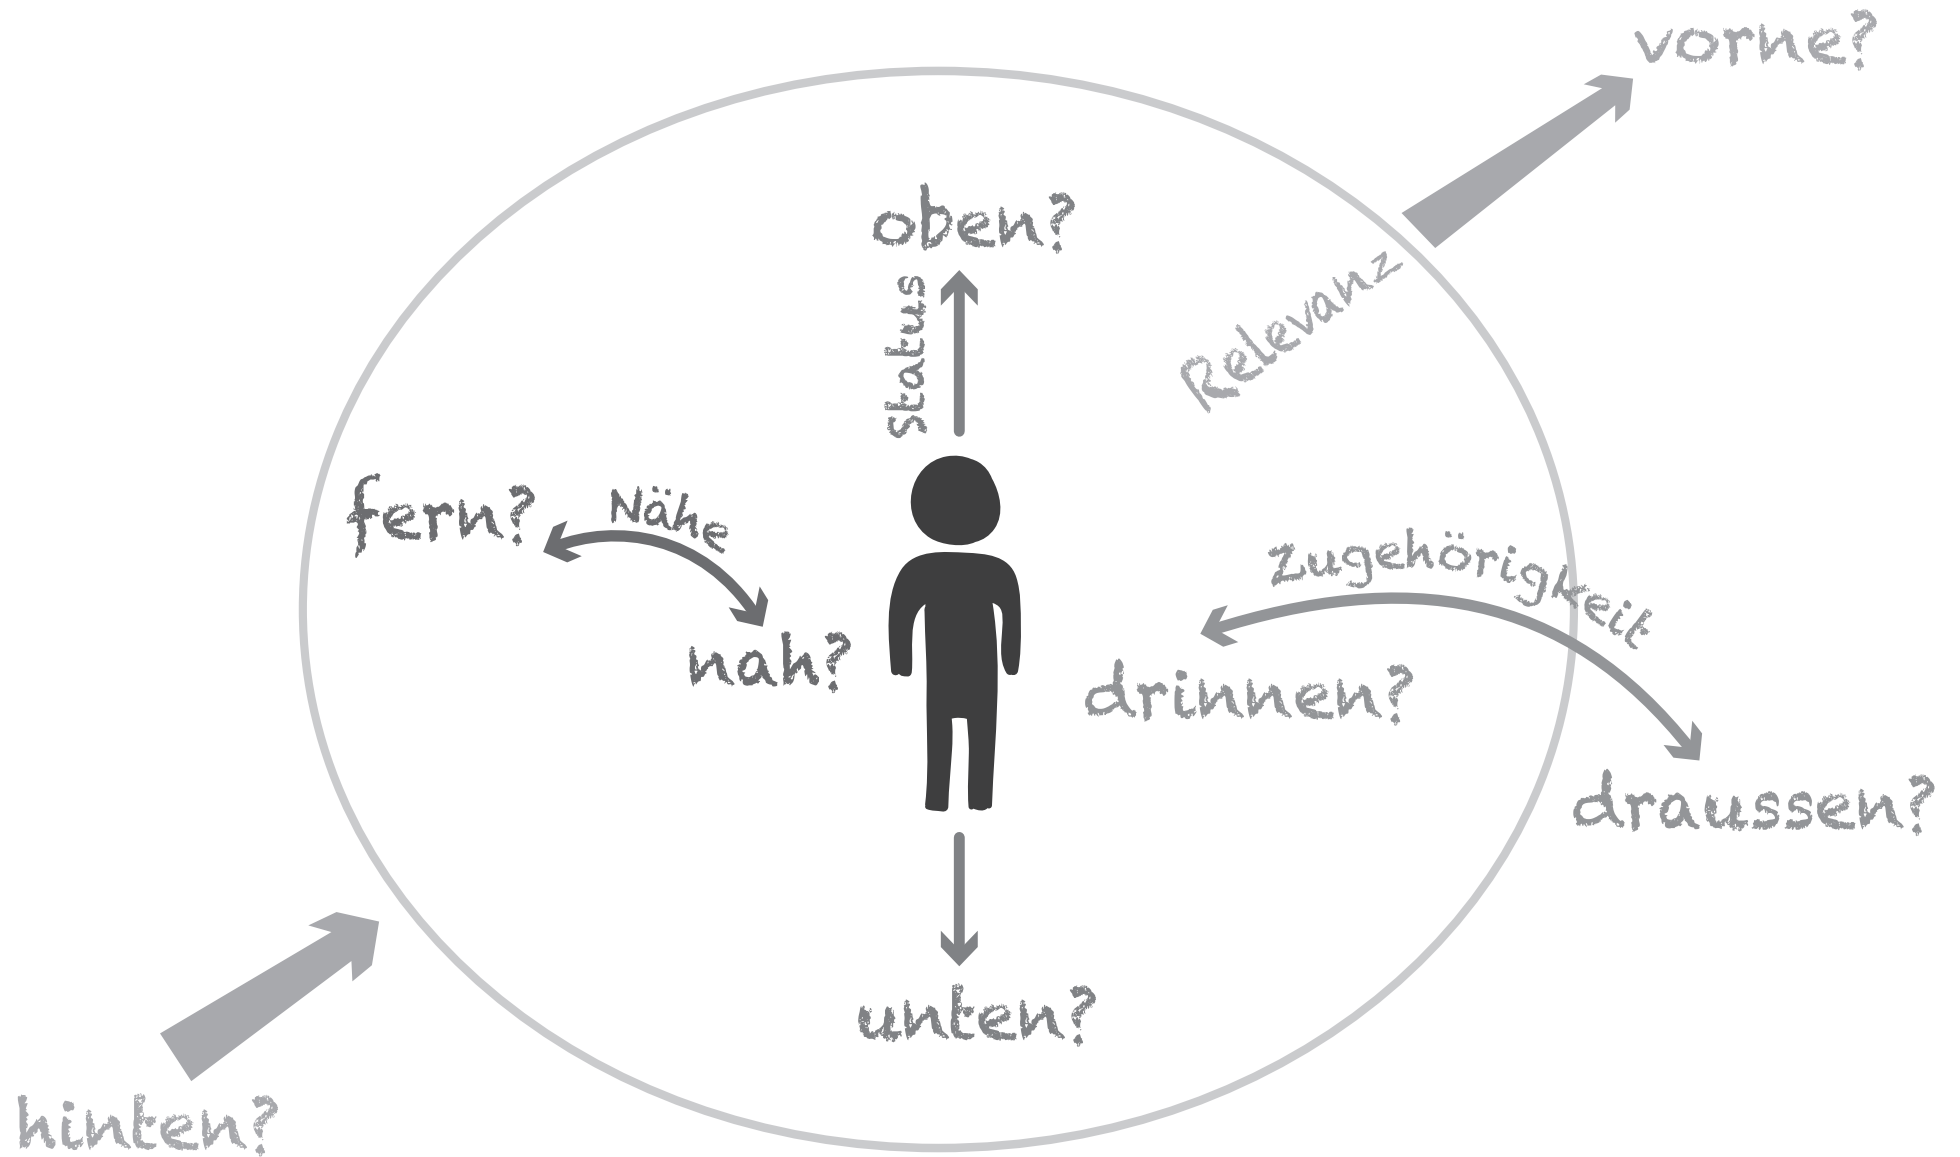 vorne?
oben?
Status
Relevanz
fern?
Nähe
nah?
Zugehörigkeit
drinnen?
draussen?
unten?
hinten?